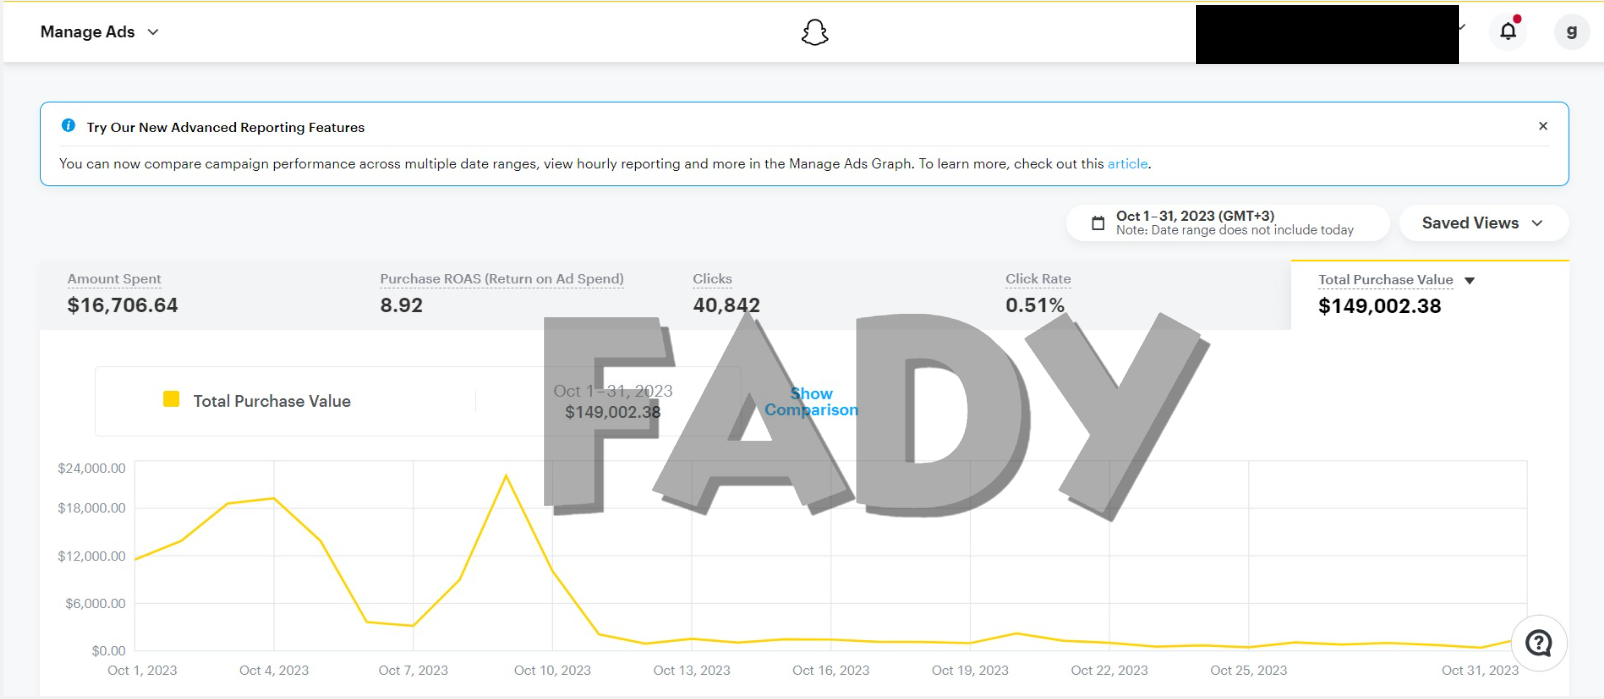 Manage Ads
g
Try Our New Advanced Reporting Features
You can now compare campaign performance across multiple date ranges, view hourly reporting and more in the Manage Ads Graph. To learn more, check out this article.
Oct 1–31, 2023 (GMT+3)
Note: Date range does not include today
Saved Views
Amount Spent
$16,706.64
Purchase ROAS (Return on Ad Spend)
8.92
Clicks
40,842
Click Rate
0.51%
Total Purchase Value
$149,002.38
Total Purchase Value
Oct 1–31, 2023
$149,002.38
Show
Comparison
FADY
$24,000.00
$18,000.00
$12,000.00
$6,000.00
$0.00
Oct 1, 2023 Oct 4, 2023 Oct 7, 2023 Oct 10, 2023 Oct 13, 2023 Oct 16, 2023 Oct 19, 2023 Oct 22, 2023 Oct 25, 2023 Oct 31, 2023